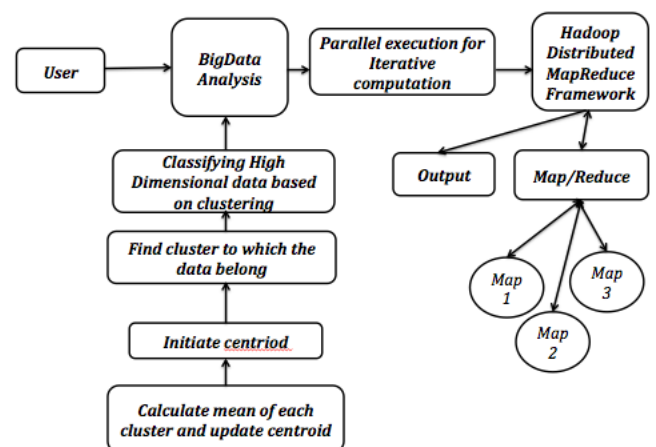 User
BigData
Analysis
Parallel execution for
Iterative
computation
Hadoop
Distributed
MapReduce
Framework
Classifying High
Dimensional data based
on clustering
Output
Map/Reduce
Find cluster to which the
data belong
Map
1
Map
2
Map
3
Initiate centriod
Calculate mean of each
cluster and update centroid